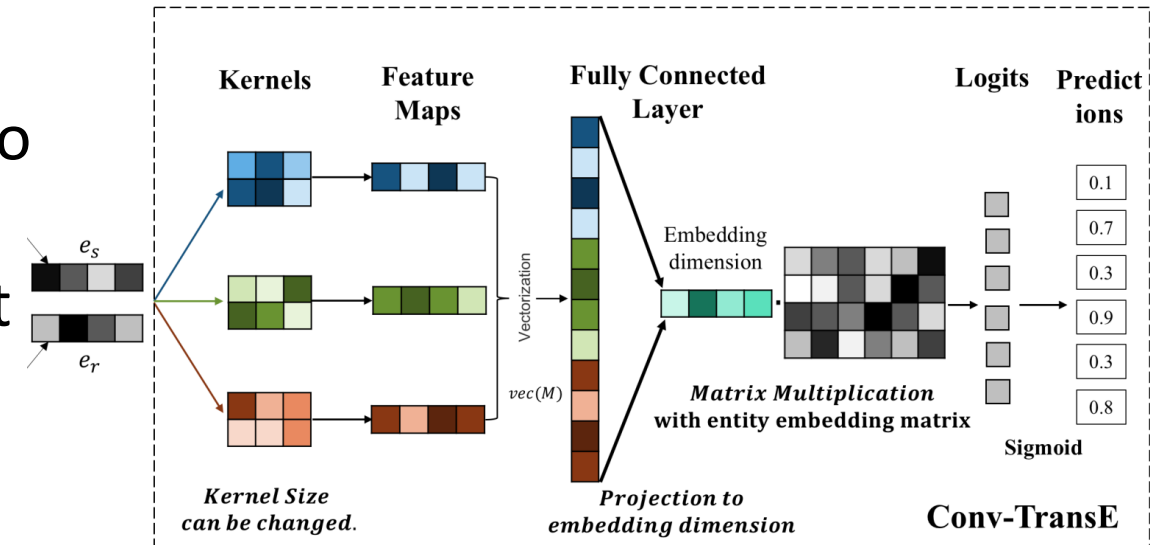 o
t
e_s
e_r
Kernels
Feature
Maps
Fully Connected
Layer
Logits
Predict
ions
Vectorization
vec(M)
Embedding
dimension
.
0.1
0.7
0.3
0.9
0.3
0.8
Matrix Multiplication
with entity embedding matrix
Sigmoid
Kernel Size
can be changed.
Projection to
embedding dimension
Conv-TransE